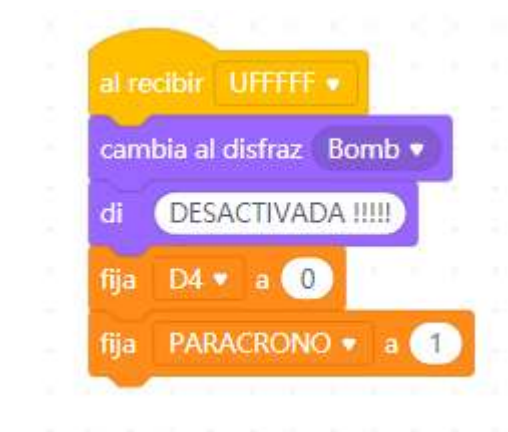 al recibir UFFFFF
cambia al disfraz Bomb
di DESACTIVADA !!!!!
fija D4 a 0
fija PARACRONO a 1